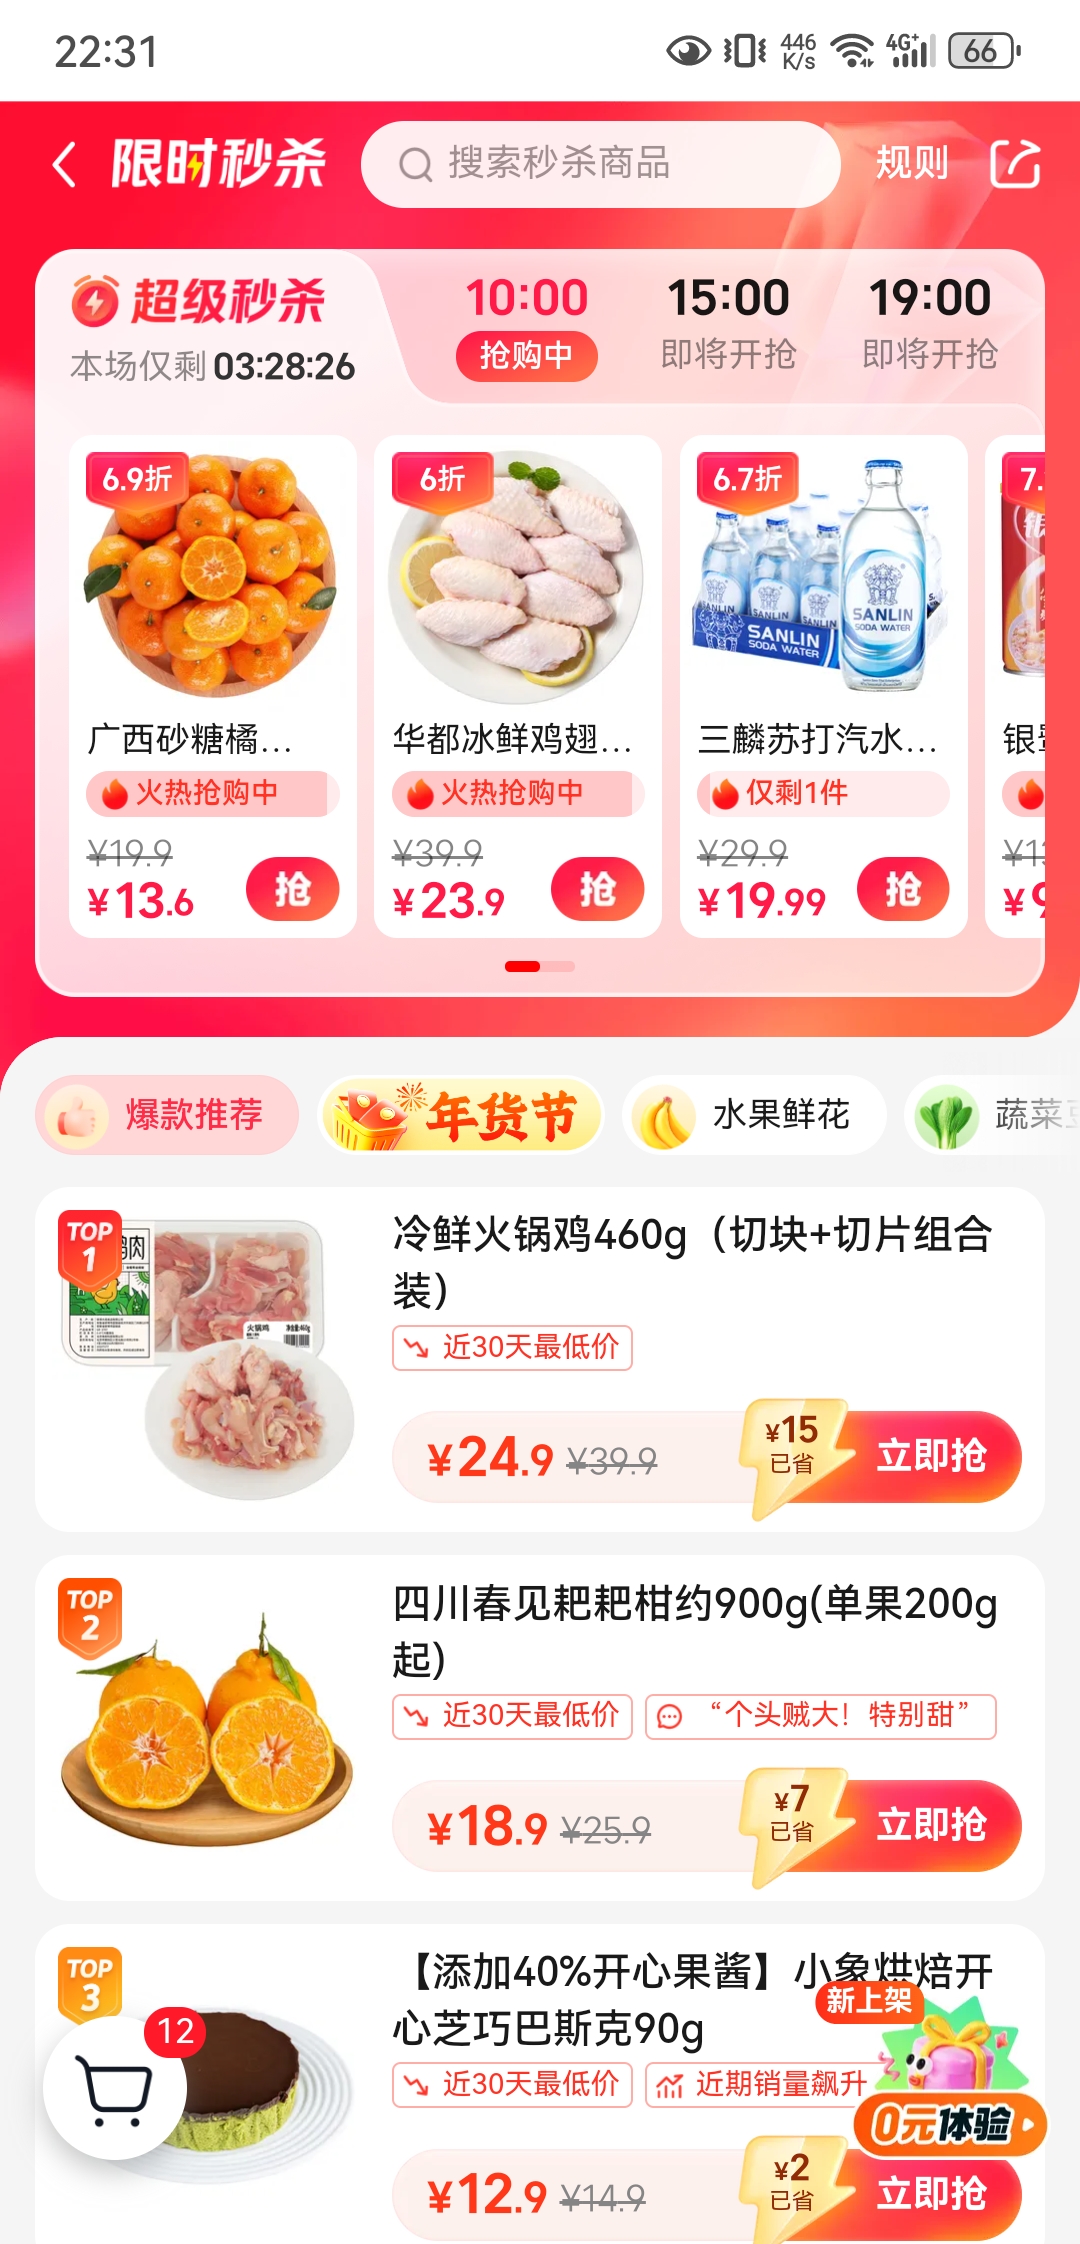 22:31
446 K/s
4G+
66
限时秒杀
搜索秒杀商品
规则
超级秒杀
10:00
15:00
19:00
本场仅剩 03:28:26
抢购中
即将开抢
即将开抢
6.9折
6折
6.7折
7.
SANLIN
SODA WATER
SANLIN
SODA WATER
广西砂糖橘...
华都冰鲜鸡翅...
三麟苏打汽水...
银
火热抢购中
火热抢购中
仅剩1件
¥19.9
¥39.9
¥29.9
¥1
¥13.6
抢
¥23.9
抢
¥19.99
抢
¥9
爆款推荐
年货节
水果鲜花
蔬菜
TOP
1
火锅鸡
冷鲜火锅鸡460g（切块+切片组合
装）
近30天最低价
¥24.9 ¥39.9
¥15
已省
立即抢
TOP
2
四川春见耙耙柑约900g(单果200g
起)
近30天最低价
“个头贼大！特别甜”
¥18.9 ¥25.9
¥7
已省
立即抢
TOP
3
【添加40%开心果酱】小象烘焙开
心芝巧巴斯克90g
新上架
12
近30天最低价
近期销量飙升
0元体验
¥12.9 ¥14.9
¥2
已省
立即抢